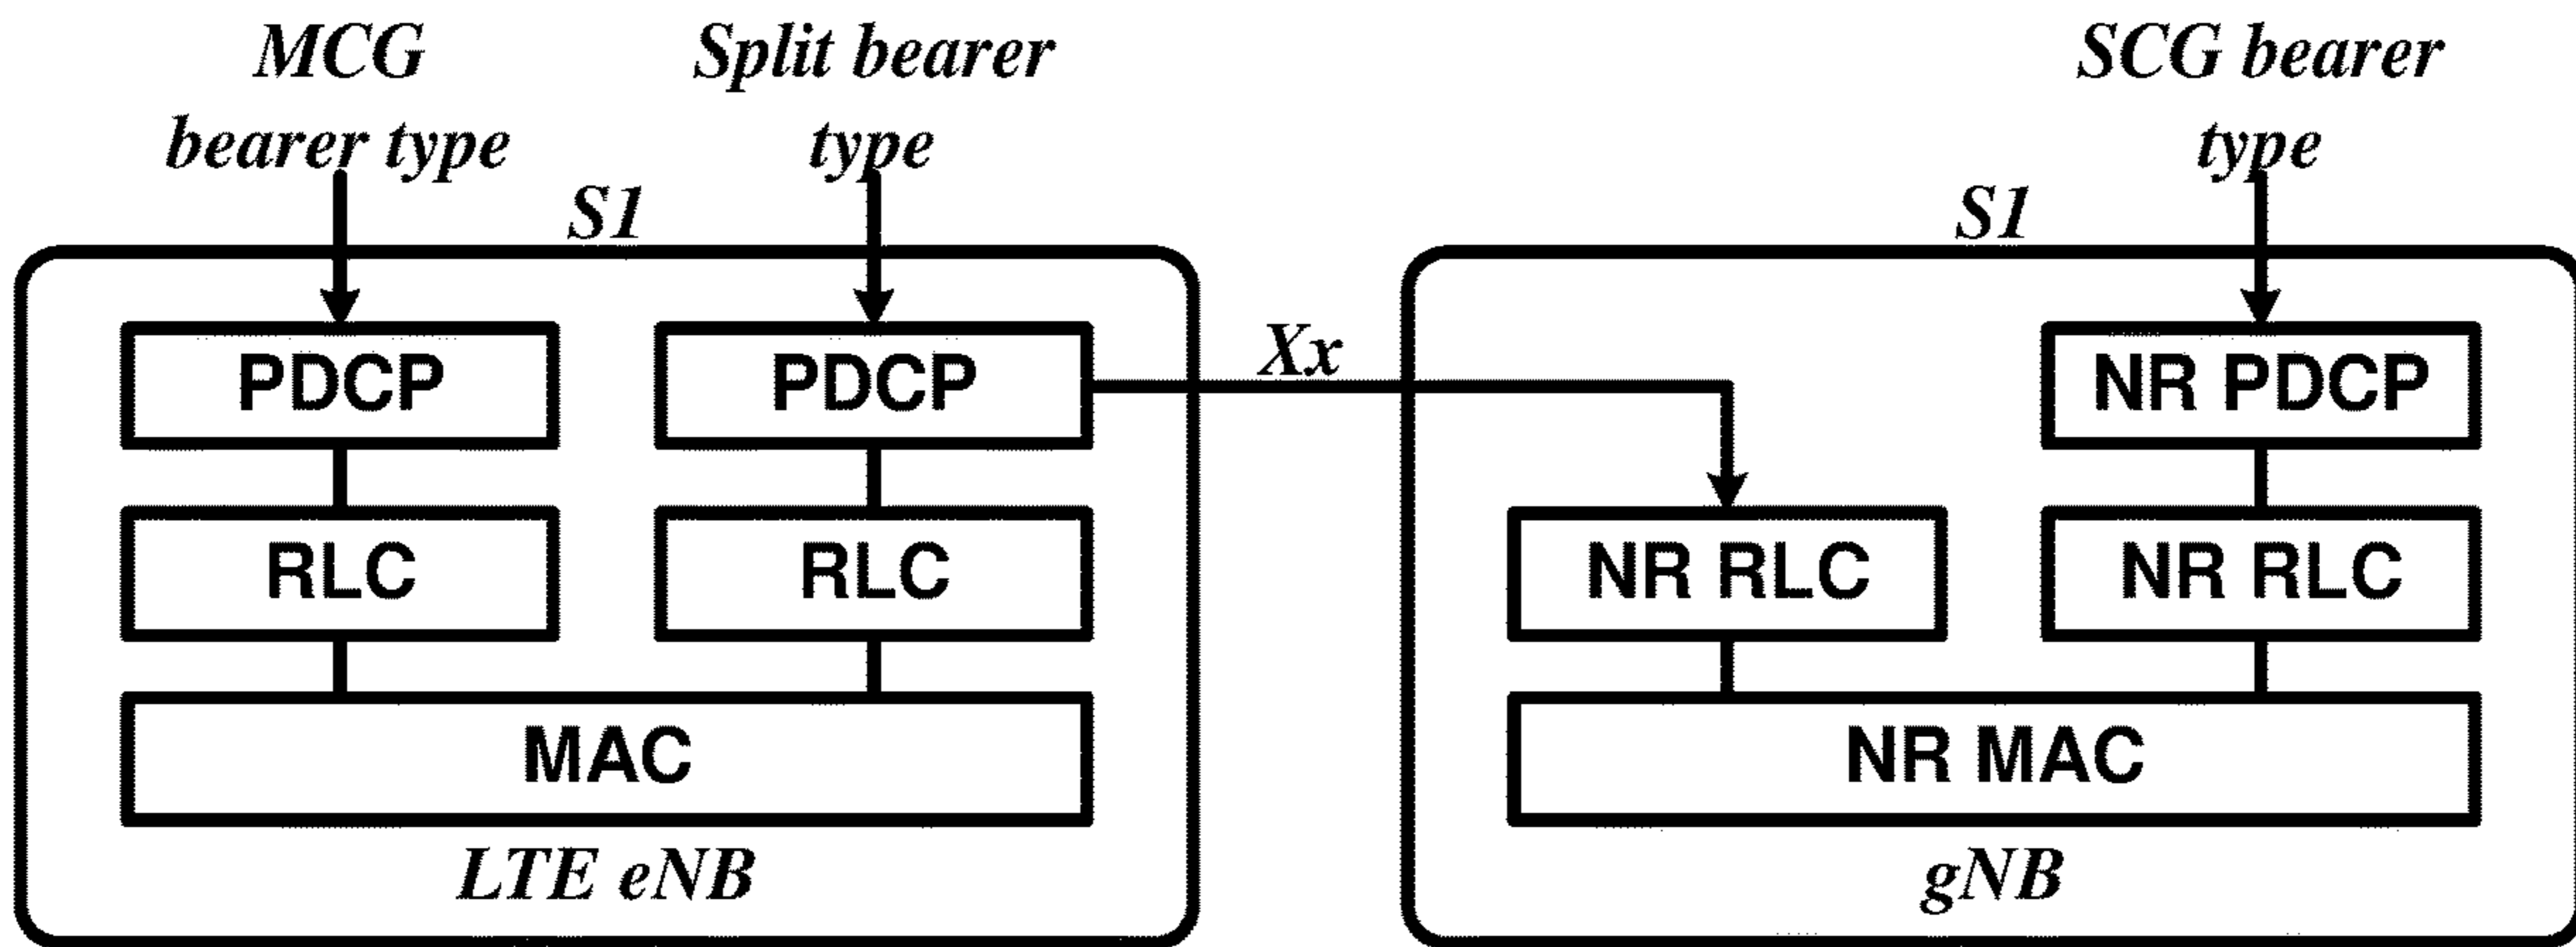 MCG
bearer type
Split bearer
type
SCG bearer
type
S1
S1
PDCP
PDCP
Xx
NR PDCP
RLC
RLC
NR RLC
NR RLC
MAC
NR MAC
LTE eNB
gNB